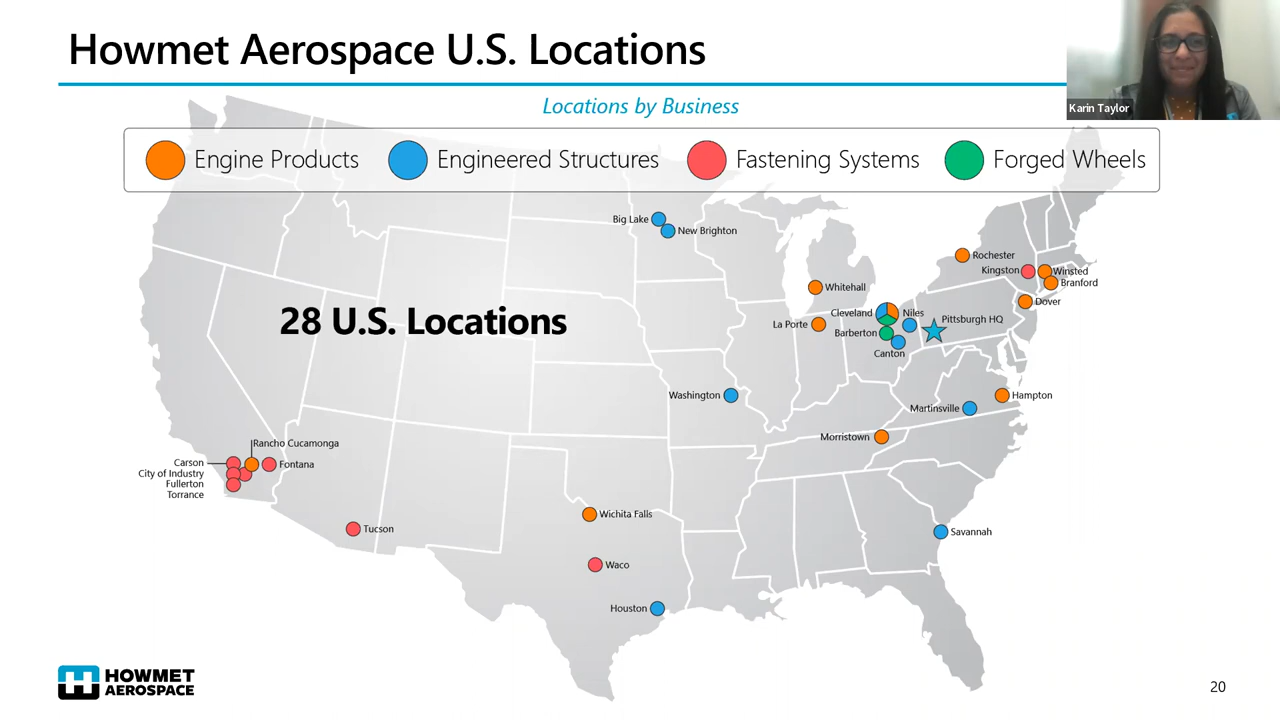 Howmet Aerospace U.S. Locations
Karin Taylor
Locations by Business
Engine Products
Engineered Structures
Fastening Systems
Forged Wheels
Big Lake
New Brighton
Rochester
Kingston
Winsted
Branford
Whitehall
Dover
28 U.S. Locations
Cleveland
Niles
Pittsburgh HQ
La Porte
Barberton
Canton
Washington
Hampton
Martinsville
Morristown
Rancho Cucamonga
Carson
Fontana
City of Industry
Fullerton
Torrance
Wichita Falls
Tucson
Savannah
Waco
Houston
HOWMET
AEROSPACE
20